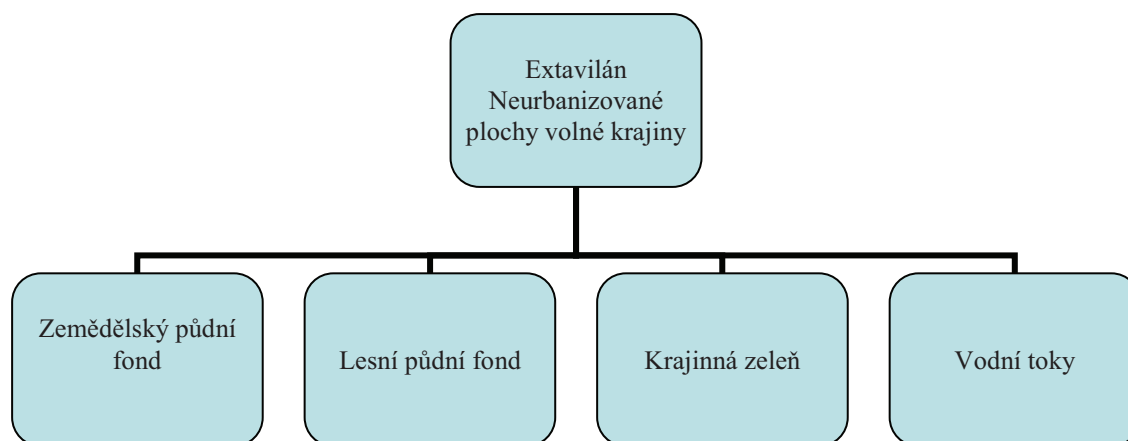 Extavilán
Neurbanizované
plochy volné krajiny
Zemědělský půdní
fond
Lesní půdní fond
Krajinná zeleň
Vodní toky